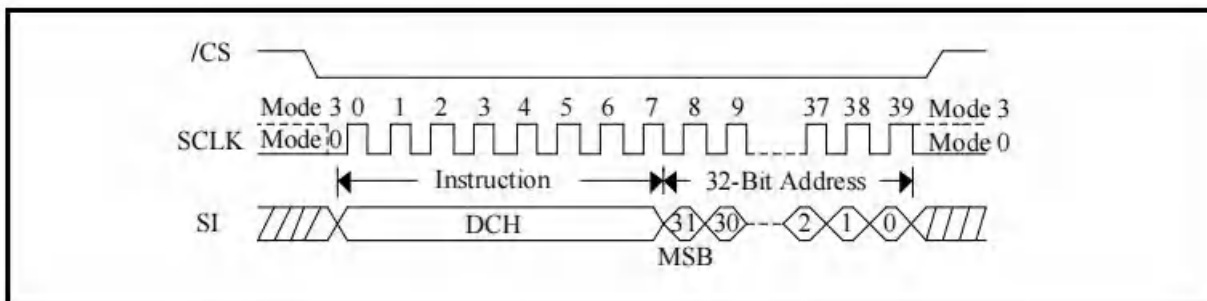 /CS
Mode 3 0 1 2 3 4 5 6 7 8 9 37 38 39 Mode 3
SCLK Mode 0 Mode 0
Instruction 32-Bit Address
SI DCH 31 30 2 1 0
MSB